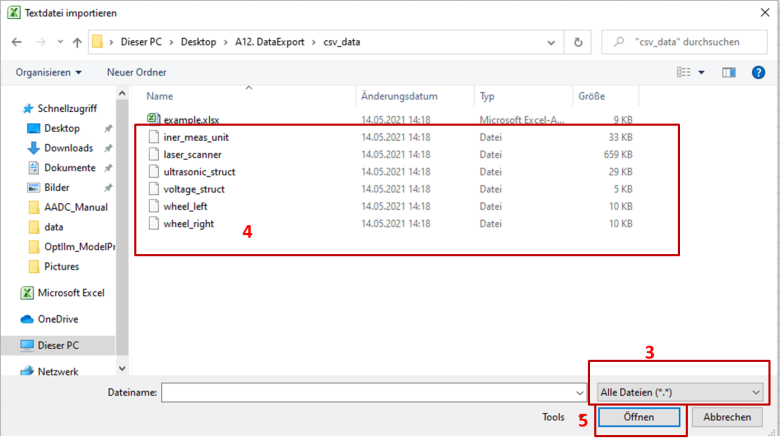 Textdatei importieren
Dieser PC > Desktop > A12. DataExport > csv_data
"csv_data" durchsuchen
Organisieren
Neuer Ordner
Name Änderungsdatum Typ Größe
example.xlsx 14.05.2021 14:18 Microsoft Excel-A... 9 KB
iner_meas_unit 14.05.2021 14:18 Datei 33 KB
laser_scanner 14.05.2021 14:18 Datei 659 KB
ultrasonic_struct 14.05.2021 14:18 Datei 29 KB
voltage_struct 14.05.2021 14:18 Datei 5 KB
wheel_left 14.05.2021 14:18 Datei 10 KB
wheel_right 14.05.2021 14:18 Datei 10 KB
4
Schnellzugriff
Desktop
Downloads
Dokumente
Bilder
AADC_Manual
data
OptIIm_ModelPr
Pictures
Microsoft Excel
OneDrive
Dieser PC
Netzwerk
3
Dateiname:
Alle Dateien (*.*)
Tools
5
Öffnen
Abbrechen